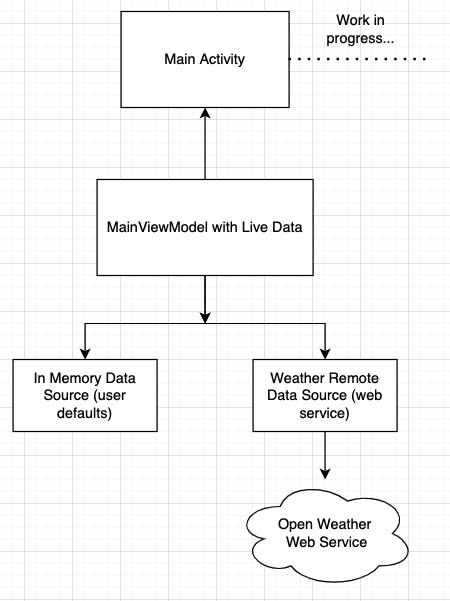 Work in
progress...
Main Activity
MainViewModel with Live Data
In Memory Data
Source (user
defaults)
Weather Remote
Data Source (web
service)
Open Weather
Web Service